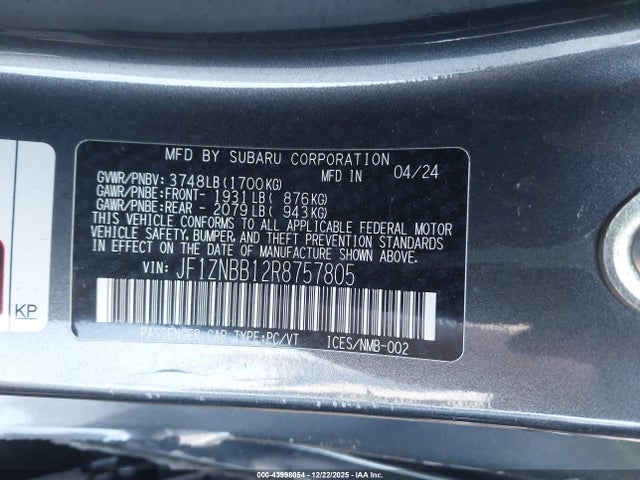 MFD BY SUBARU CORPORATION
GVWR/PNBV: 3748LB(1700KG) MFD IN 04/24
GAWR/PNBE:FRONT- 1931LB( 876KG)
GAWR/PNBE:REAR - 2079LB( 943KG)
THIS VEHICLE CONFORMS TO ALL APPLICABLE FEDERAL MOTOR
VEHICLE SAFETY, BUMPER, AND THEFT PREVENTION STANDARDS
IN EFFECT ON THE DATE OF MANUFACTURE SHOWN ABOVE.
VIN: JF1ZNBB12R8757805
PASSENGER CAR TYPE:PC/VT ICES/NMB-002
KP
000-43998054 - 12/22/2025 - IAAI.COM